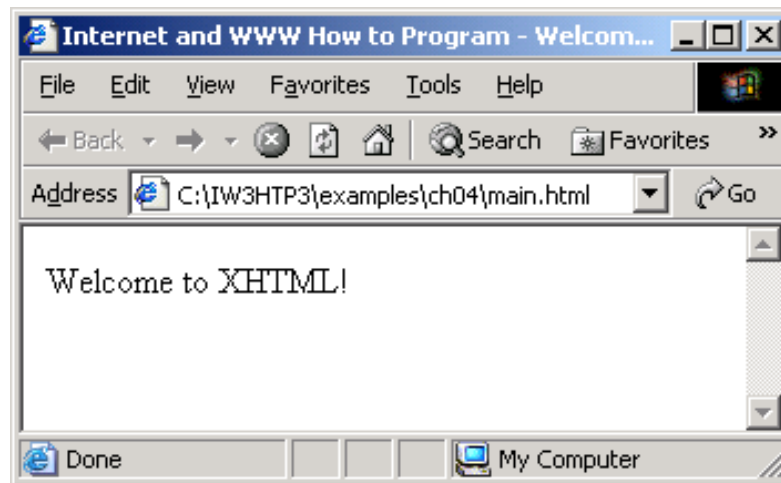 Internet and WWW How to Program - Welcom...
File Edit View Favorites Tools Help
Back Search Favorites »
Address C:\IW3HTP3\examples\ch04\main.html Go
Welcome to XHTML!
Done My Computer